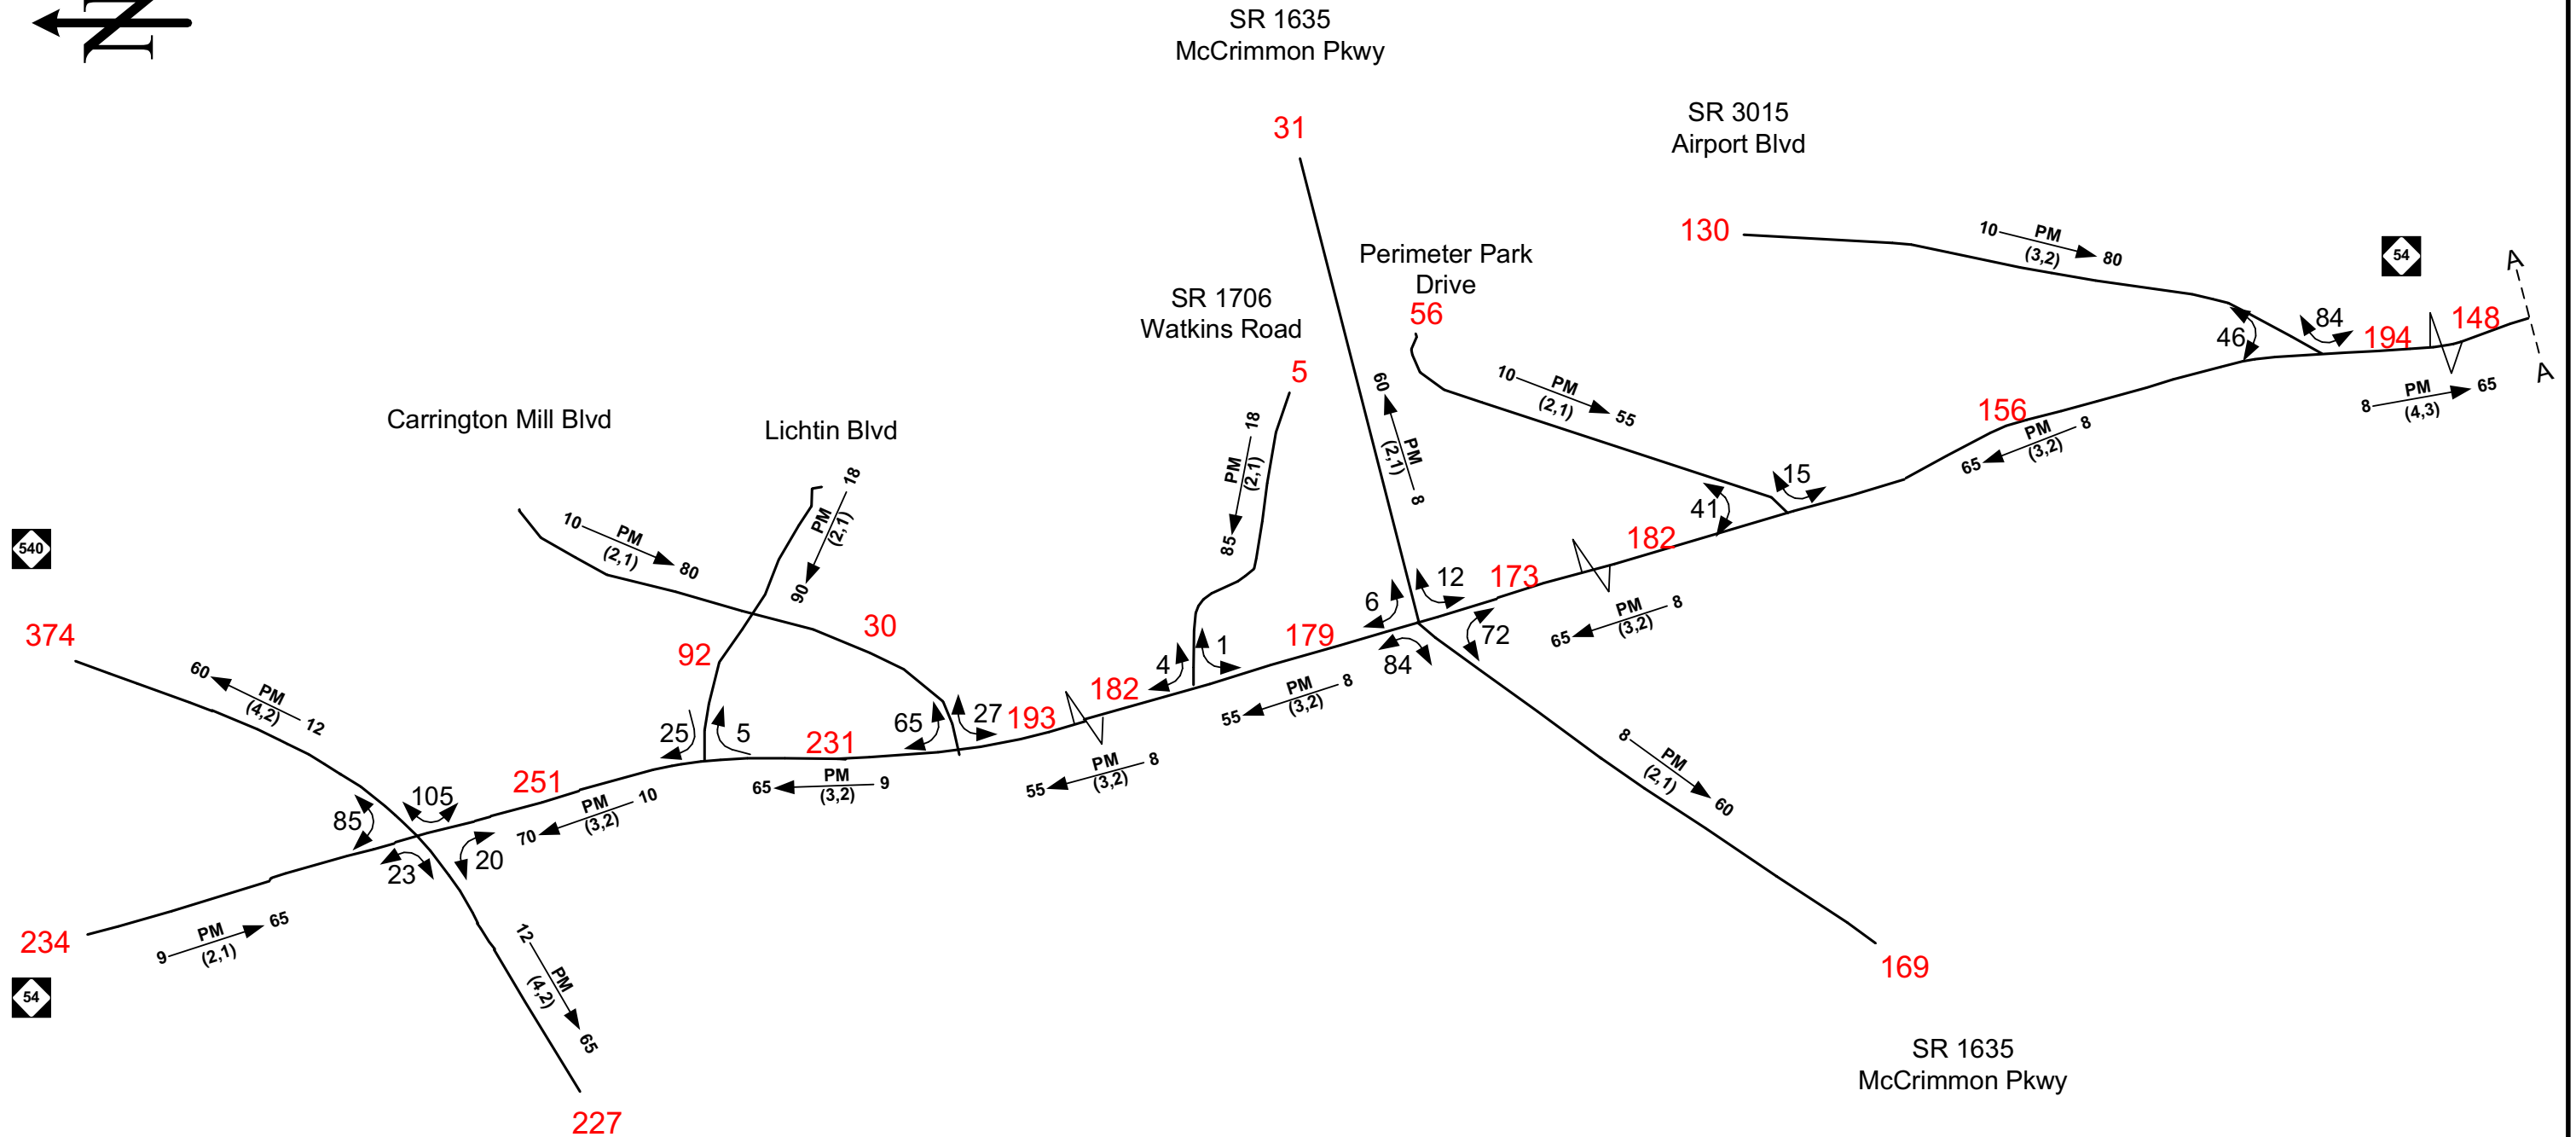 N
SR 1635
McCrimmon Pkwy
31
SR 3015
Airport Blvd
130
10 PM 80
(3,2)
54
A
A
84
46
194
148
8 PM 65
(4,3)
156
8 PM 65
(3,2)
Perimeter Park
Drive
56
10 PM 55
(2,1)
15
41
182
8 PM 65
(3,2)
SR 1706
Watkins Road
5
18 PM 85
(2,1)
8 PM 60
(2,1)
6
12
173
72
84
179
8 PM 55
(3,2)
4
1
182
8 PM 55
(3,2)
Carrington Mill Blvd
10 PM 80
(2,1)
Lichtin Blvd
18 PM 90
(2,1)
30
92
25
5
231
65
27
193
9 PM 65
(3,2)
540
374
12 PM 60
(4,2)
251
10 PM 70
(3,2)
85
105
23
20
234
9 PM 65
(2,1)
54
12 PM 65
(4,2)
227
8 PM 60
(2,1)
169
SR 1635
McCrimmon Pkwy